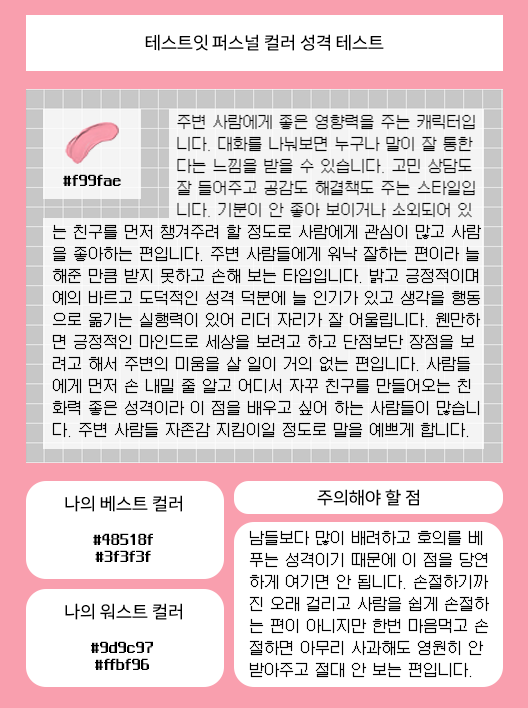 테스트잇 퍼스널 컬러 성격 테스트
#f99fae
주변 사람에게 좋은 영향력을 주는 캐릭터입
니다. 대화를 나눠보면 누구나 말이 잘 통한
다는 느낌을 받을 수 있습니다. 고민 상담도
잘 들어주고 공감도 해결책도 주는 스타일입
니다. 기분이 안 좋아 보이거나 소외되어 있
는 친구를 먼저 챙겨주려 할 정도로 사람에게 관심이 많고 사람
을 좋아하는 편입니다. 주변 사람들에게 워낙 잘하는 편이라 늘
해준 만큼 받지 못하고 손해 보는 타입입니다. 밝고 긍정적이며
예의 바르고 도덕적인 성격 덕분에 늘 인기가 있고 생각을 행동
으로 옮기는 실행력이 있어 리더 자리가 잘 어울립니다. 웬만하
면 긍정적인 마인드로 세상을 보려고 하고 단점보단 장점을 보
려고 해서 주변의 미움을 살 일이 거의 없는 편입니다. 사람들
에게 먼저 손 내밀 줄 알고 어디서 자꾸 친구를 만들어오는 친
화력 좋은 성격이라 이 점을 배우고 싶어 하는 사람들이 많습니
다. 주변 사람들 자존감 지킴이일 정도로 말을 예쁘게 합니다.
나의 베스트 컬러
#48518f
#3f3f3f
나의 워스트 컬러
#9d9c97
#ffbf96
주의해야 할 점
남들보다 많이 배려하고 호의를 베
푸는 성격이기 때문에 이 점을 당연
하게 여기면 안 됩니다. 손절하기까
진 오래 걸리고 사람을 쉽게 손절하
는 편이 아니지만 한번 마음먹고 손
절하면 아무리 사과해도 영원히 안
받아주고 절대 안 보는 편입니다.